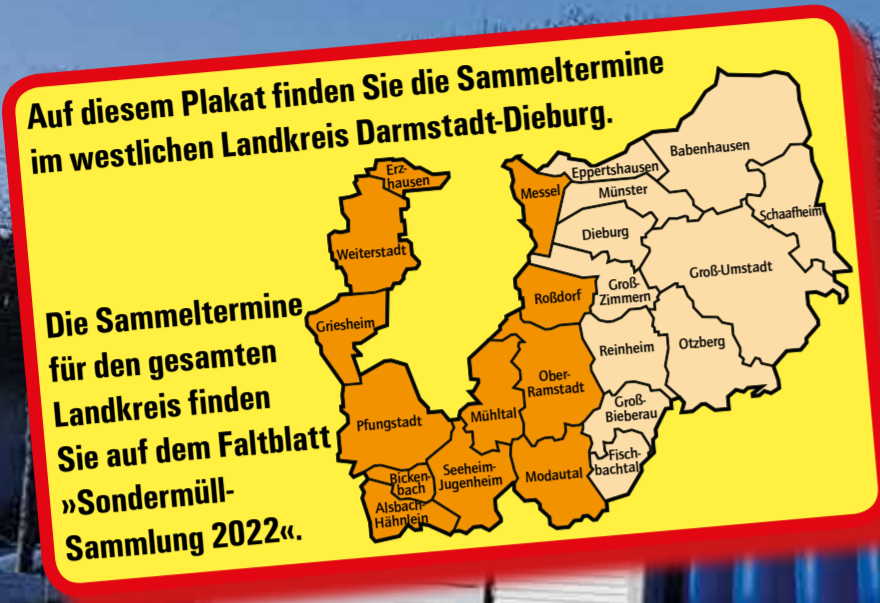 Auf diesem Plakat finden Sie die Sammeltermine
im westlichen Landkreis Darmstadt-Dieburg.
Die Sammeltermine
für den gesamten
Landkreis finden
Sie auf dem Faltblatt
»Sondermüll-
Sammlung 2022«.
Erz-
hausen
Weiterstadt
Griesheim
Pfungstadt
Bicken-
bach
Alsbach-
Hähnlein
Seeheim-
Jugenheim
Mühltal
Messel
Roßdorf
Ober-
Ramstadt
Modautal
Eppertshausen
Münster
Dieburg
Groß-
Zimmern
Reinheim
Groß-
Bieberau
Fisch-
bachtal
Babenhausen
Schaafheim
Groß-Umstadt
Otzberg